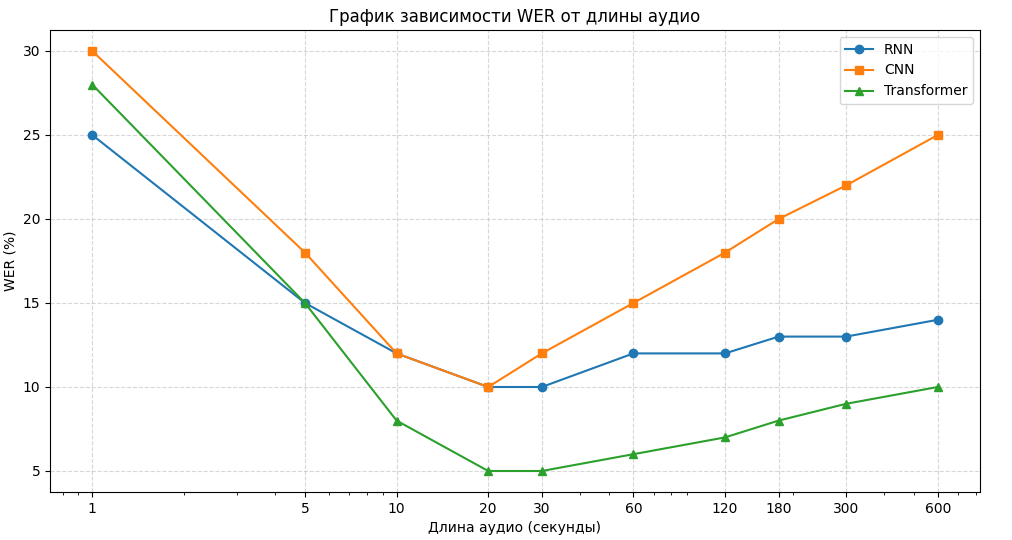 График зависимости WER от длины аудио
RNN
CNN
Transformer
WER (%)
30
25
20
15
10
5
1 5 10 20 30 60 120 180 300 600
Длина аудио (секунды)